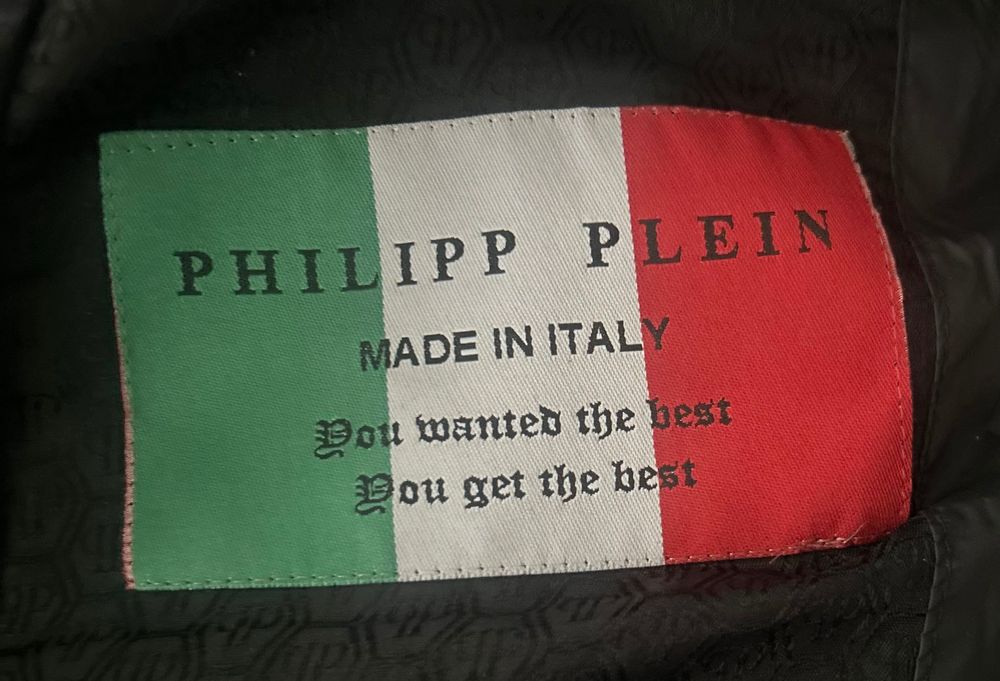 PHILIPP PLEIN
MADE IN ITALY
You wanted the best
You get the best